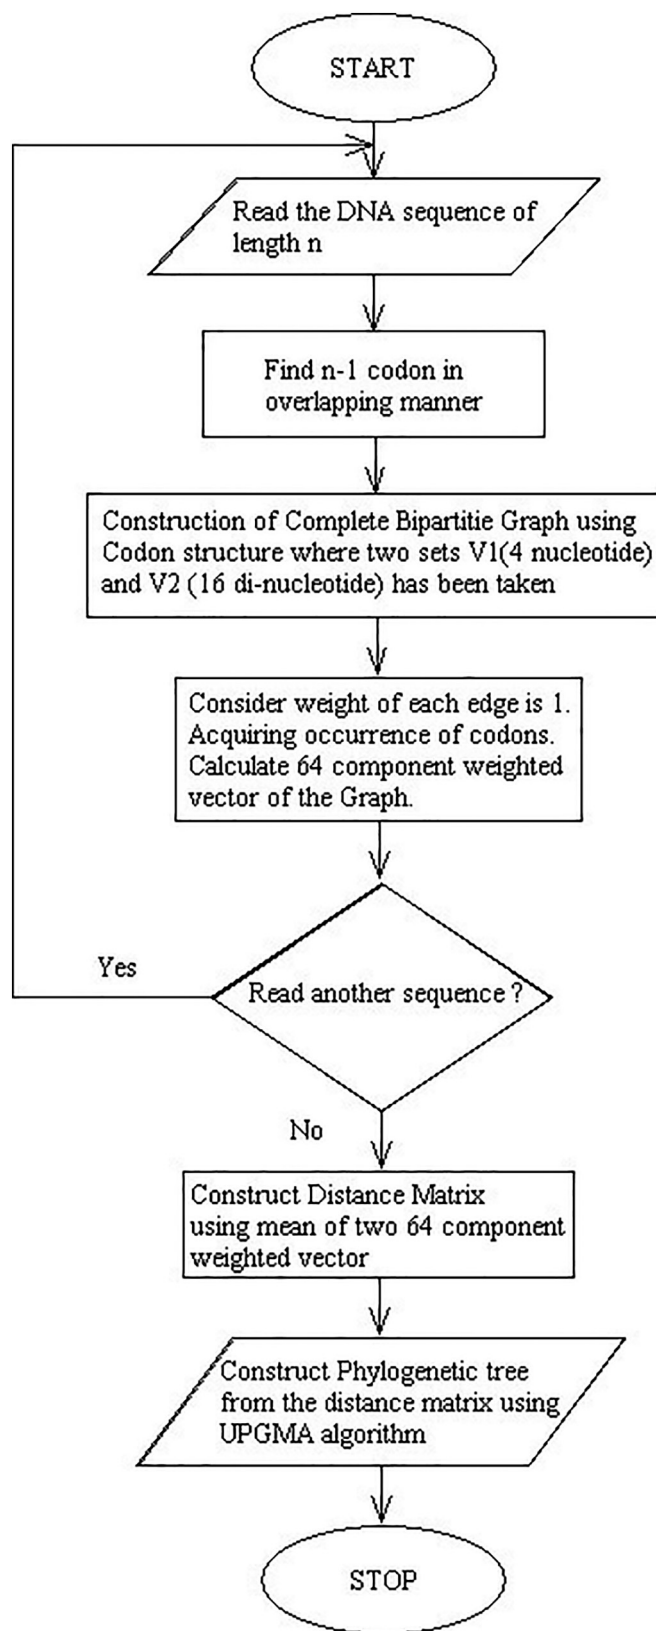 START
Read the DNA sequence of
length n
Find n-1 codon in
overlapping manner
Construction of Complete Bipartitie Graph using
Codon structure where two sets V1(4 nucleotide)
and V2 (16 di-nucleotide) has been taken
Consider weight of each edge is 1.
Acquiring occurrence of codons.
Calculate 64 component weighted
vector of the Graph.
Yes
Read another sequence ?
No
Construct Distance Matrix
using mean of two 64 component
weighted vector
Construct Phylogenetic tree
from the distance matrix using
UPGMA algorithm
STOP